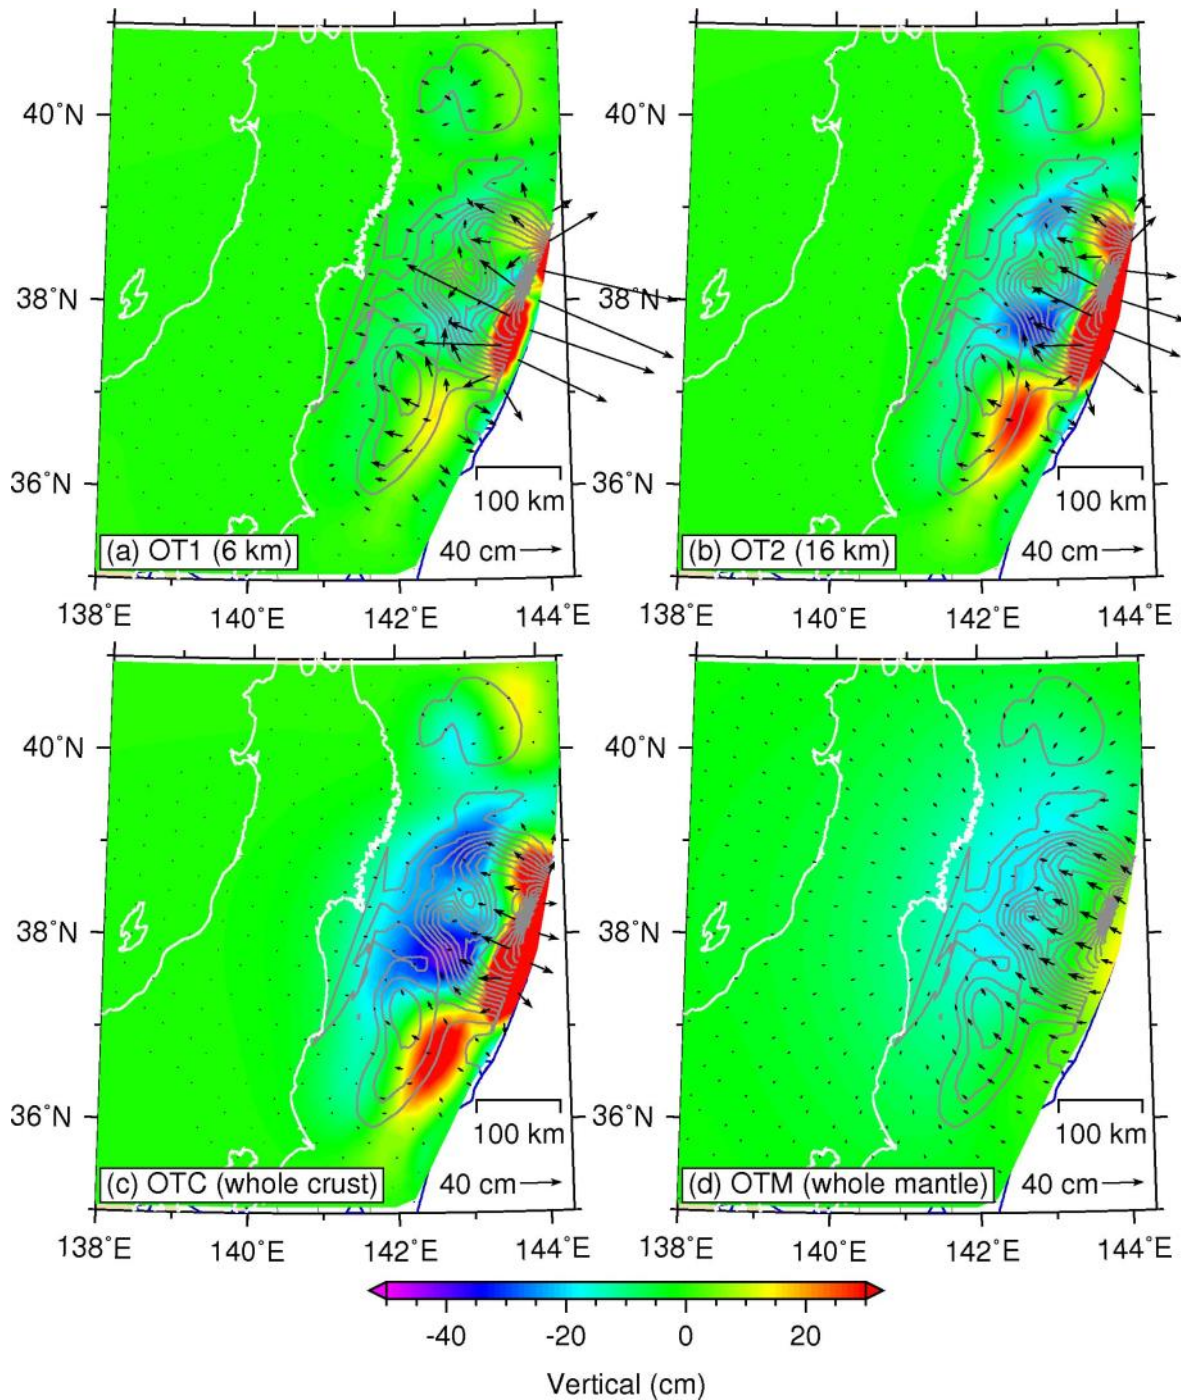 40°N
38°N
36°N
100 km
100 km
(a) OT1 (6 km)
40 cm
(b) OT2 (16 km)
40 cm
138°E
140°E
142°E
144°E
138°E
140°E
142°E
144°E
40°N
38°N
36°N
100 km
100 km
(c) OTC (whole crust)
40 cm
(d) OTM (whole mantle)
40 cm
138°E
140°E
142°E
144°E
138°E
140°E
142°E
144°E
40°N
38°N
36°N
40°N
38°N
36°N
-40
-20
0
20
Vertical (cm)